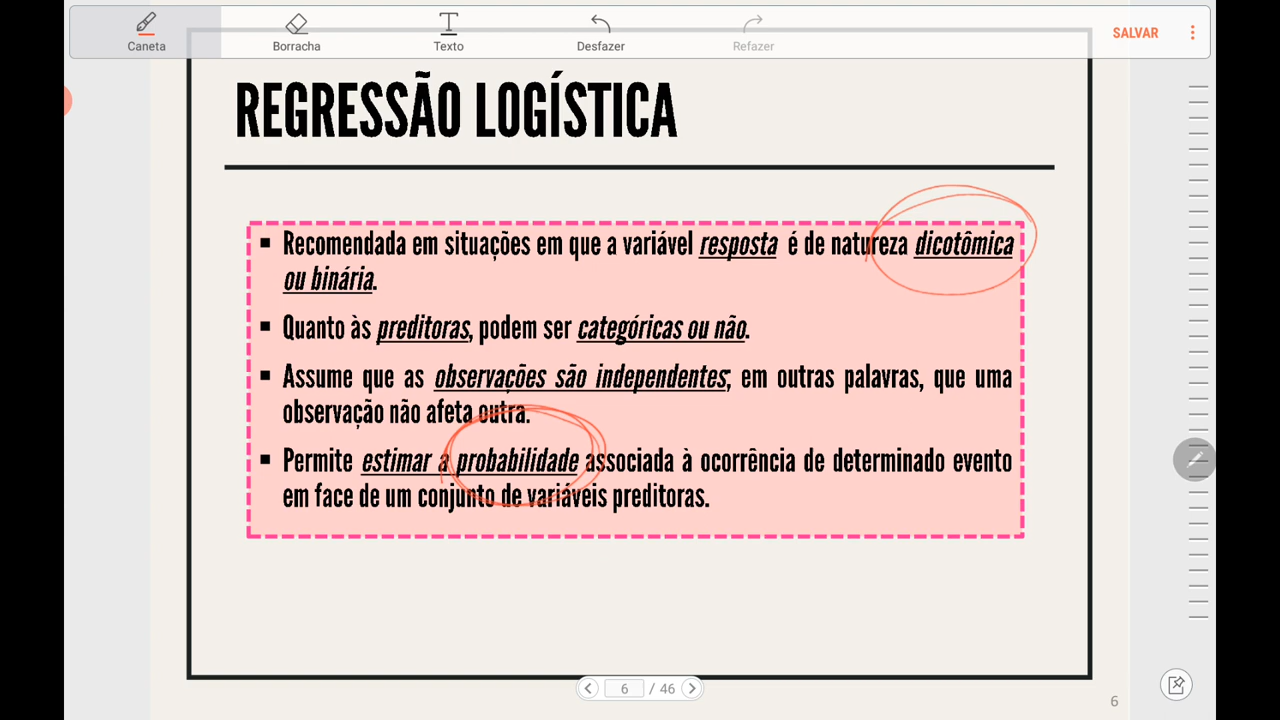 Caneta Borracha Texto Desfazer Refazer SALVAR
REGRESSÃO LOGÍSTICA
▪ Recomendada em situações em que a variável resposta é de natureza dicotômica
ou binária.
▪ Quanto às preditoras, podem ser categóricas ou não.
▪ Assume que as observações são independentes; em outras palavras, que uma
observação não afeta outra.
▪ Permite estimar a probabilidade associada à ocorrência de determinado evento
em face de um conjunto de variáveis preditoras.
6 / 46
6